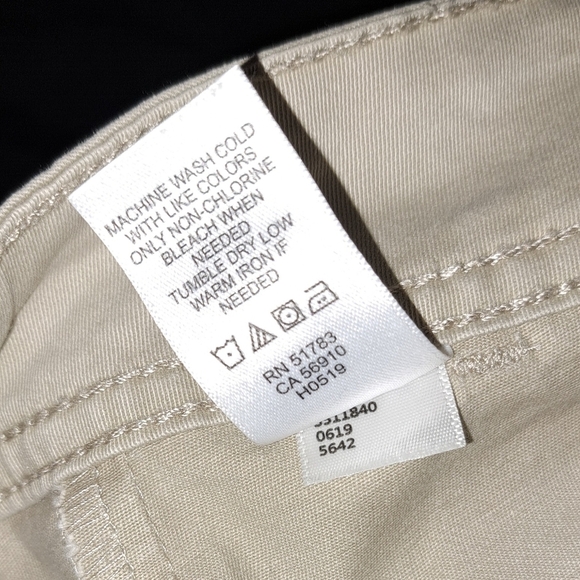 MACHINE WASH COLD
WITH LIKE COLORS
ONLY NON-CHLORINE
BLEACH WHEN
NEEDED
TUMBLE DRY LOW
WARM IRON IF
NEEDED
RN 51783
CA 56910
H0519
0619
5642